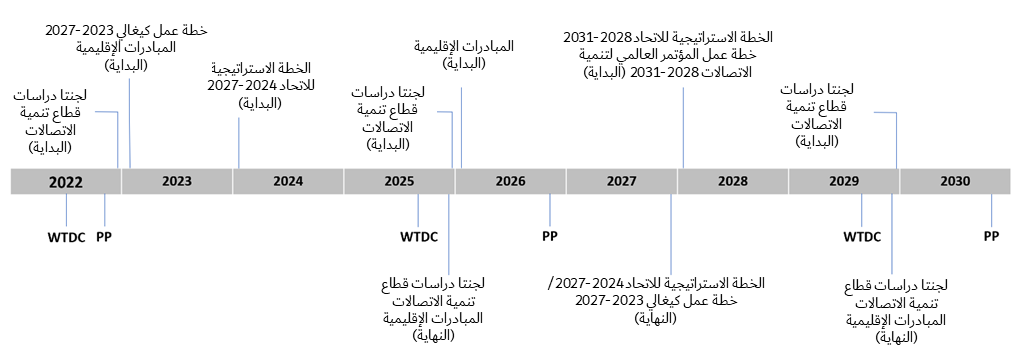 خطة عمل كيغالي 2023-2027
المبادرات الإقليمية
(البداية)
الخطة الاستراتيجية
للاتحاد 2024-2027
(البداية)
لجنتا دراسات
قطاع تنمية
الاتصالات
(البداية)
لجنتا دراسات
قطاع تنمية
الاتصالات
(البداية)
المبادرات الإقليمية
(البداية)
الخطة الاستراتيجية للاتحاد 2028-2031
خطة عمل المؤتمر العالمي لتنمية
الاتصالات 2028-2031 (البداية)
لجنتا دراسات
قطاع تنمية
الاتصالات
(البداية)
2022 2023 2024 2025 2026 2027 2028 2029 2030
WTDC PP WTDC PP WTDC PP
لجنتا دراسات قطاع
تنمية الاتصالات
المبادرات الإقليمية
(النهاية)
الخطة الاستراتيجية للاتحاد 2024-2027/
خطة عمل كيغالي 2023-2027
(النهاية)
لجنتا دراسات قطاع
تنمية الاتصالات
المبادرات الإقليمية
(النهاية)